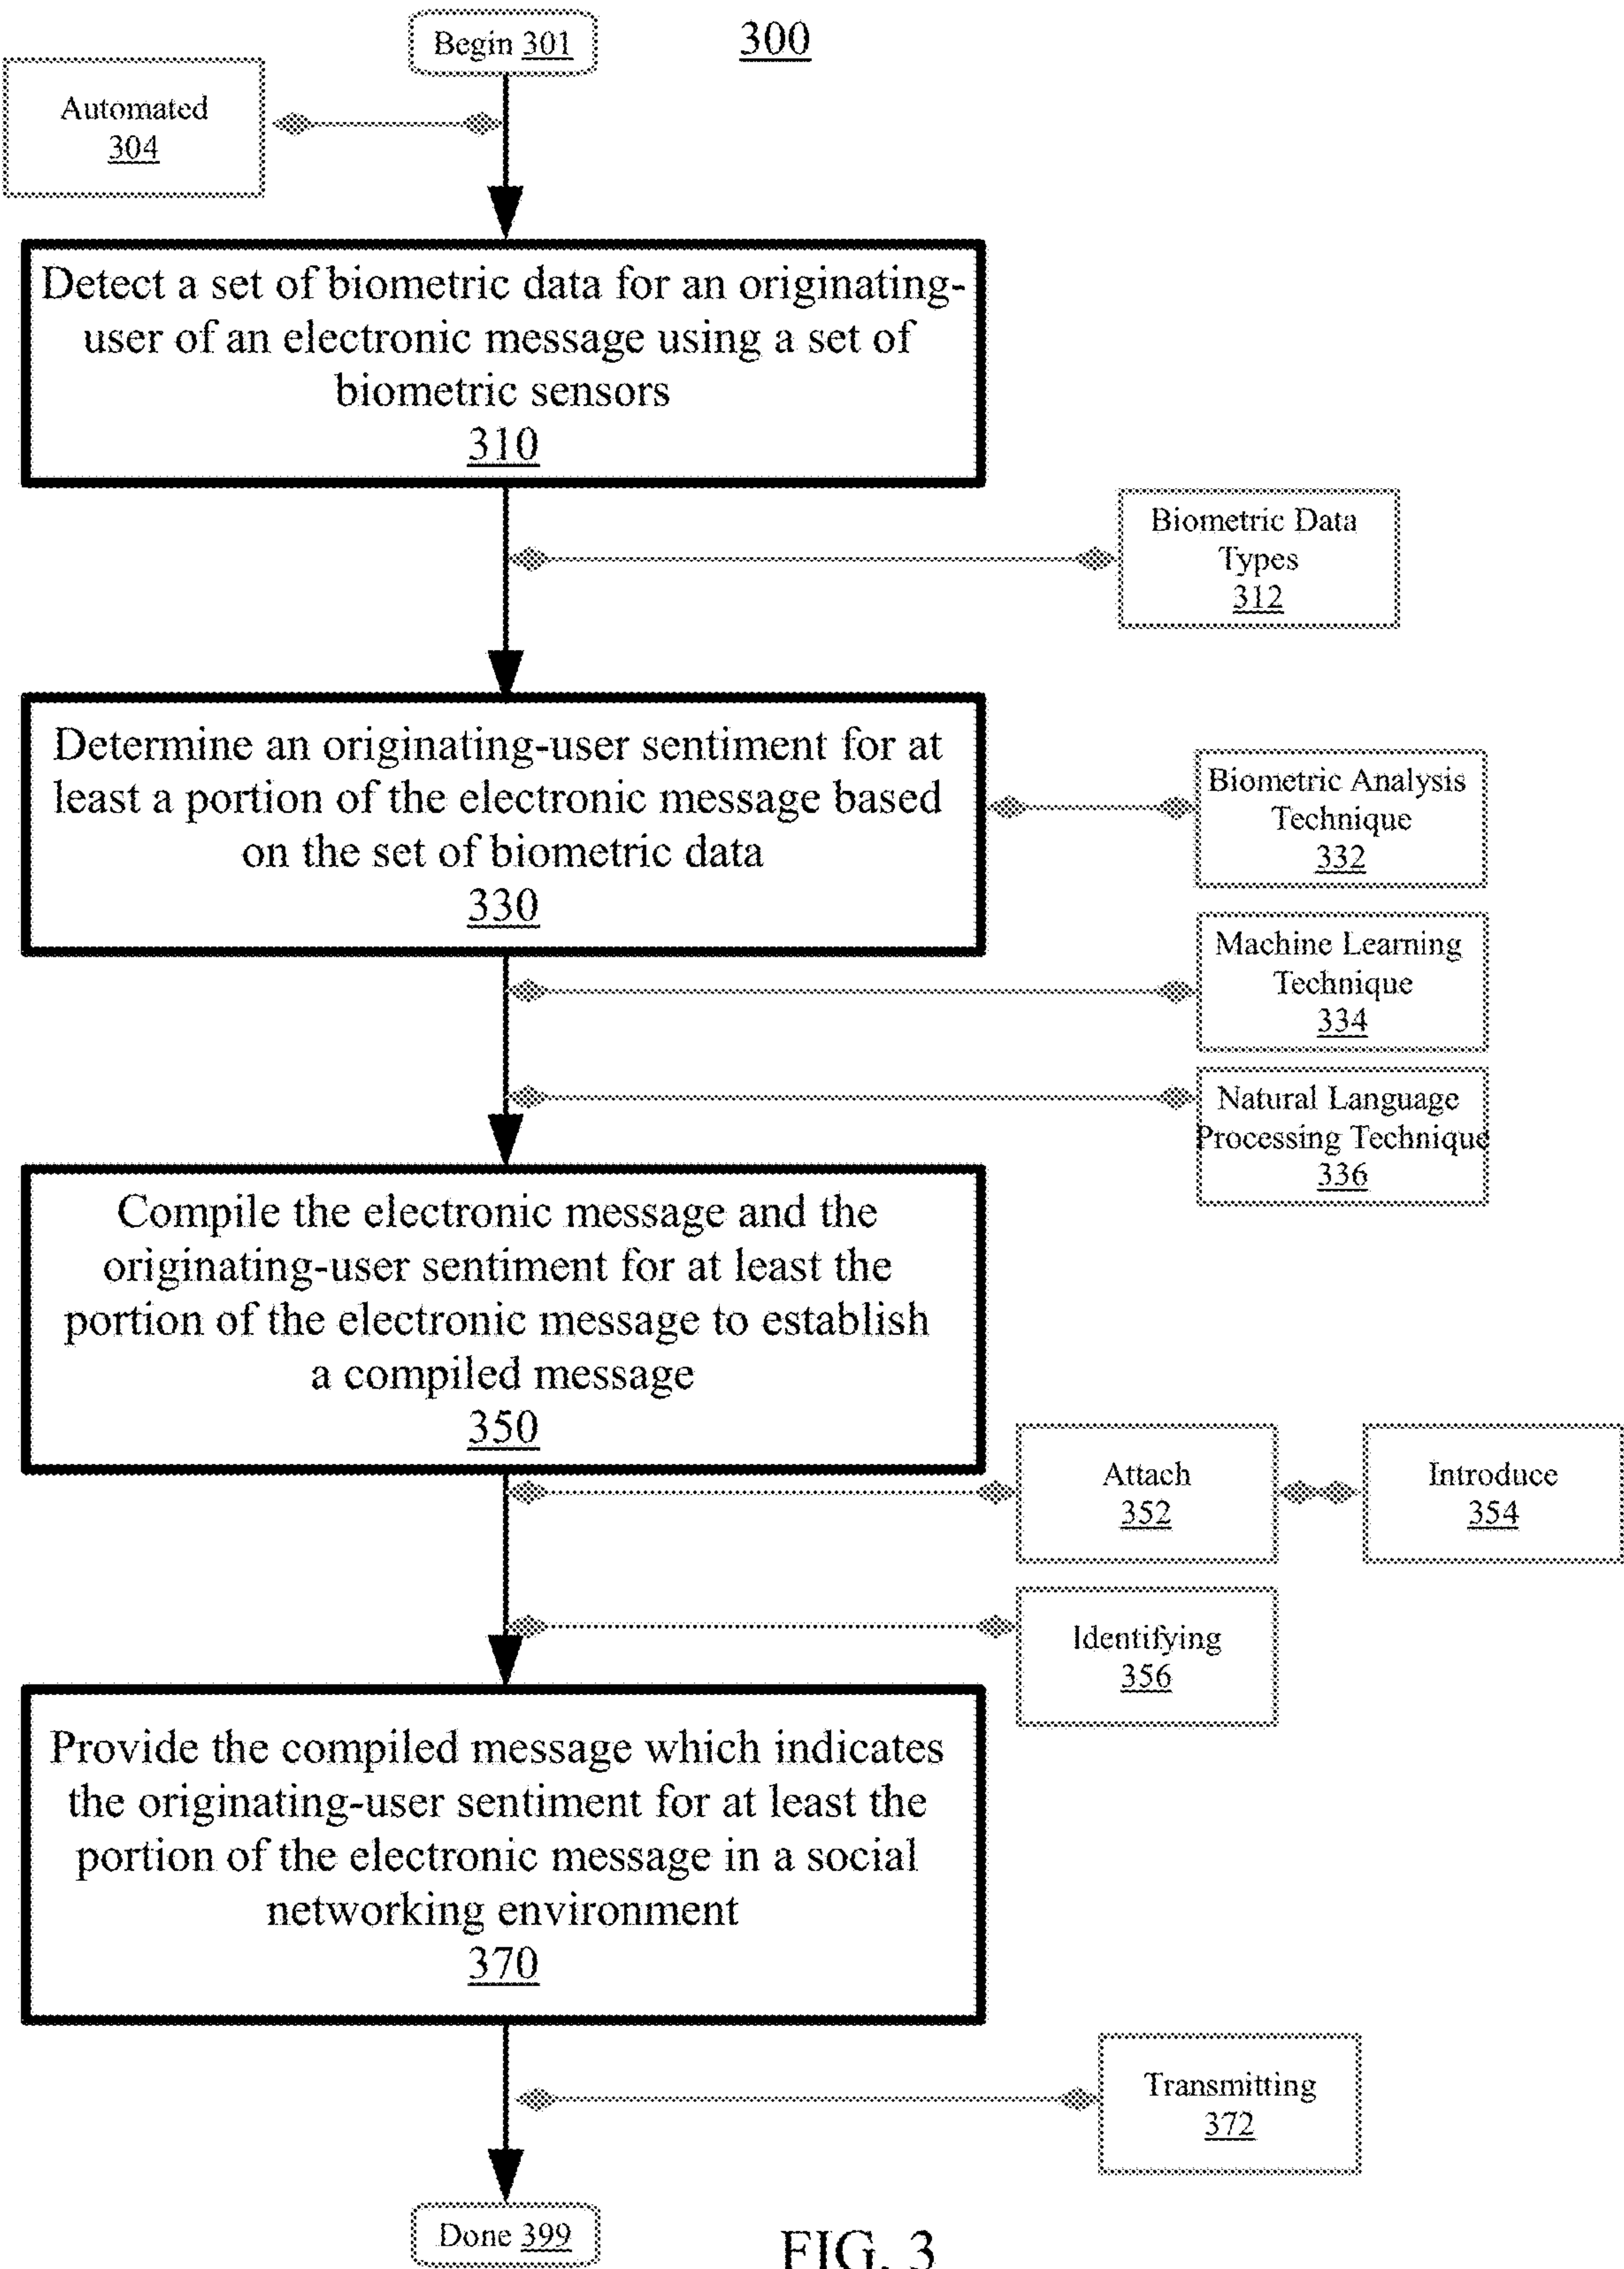 Begin 301
300
Automated
304
Detect a set of biometric data for an originating-
user of an electronic message using a set of
biometric sensors
310
Biometric Data
Types
312
Determine an originating-user sentiment for at
least a portion of the electronic message based
on the set of biometric data
330
Biometric Analysis
Technique
332
Machine Learning
Technique
334
Natural Language
Processing Technique
336
Compile the electronic message and the
originating-user sentiment for at least the
portion of the electronic message to establish
a compiled message
350
Attach
352
Introduce
354
Identifying
356
Provide the compiled message which indicates
the originating-user sentiment for at least the
portion of the electronic message in a social
networking environment
370
Transmitting
372
Done 399
FIG. 3